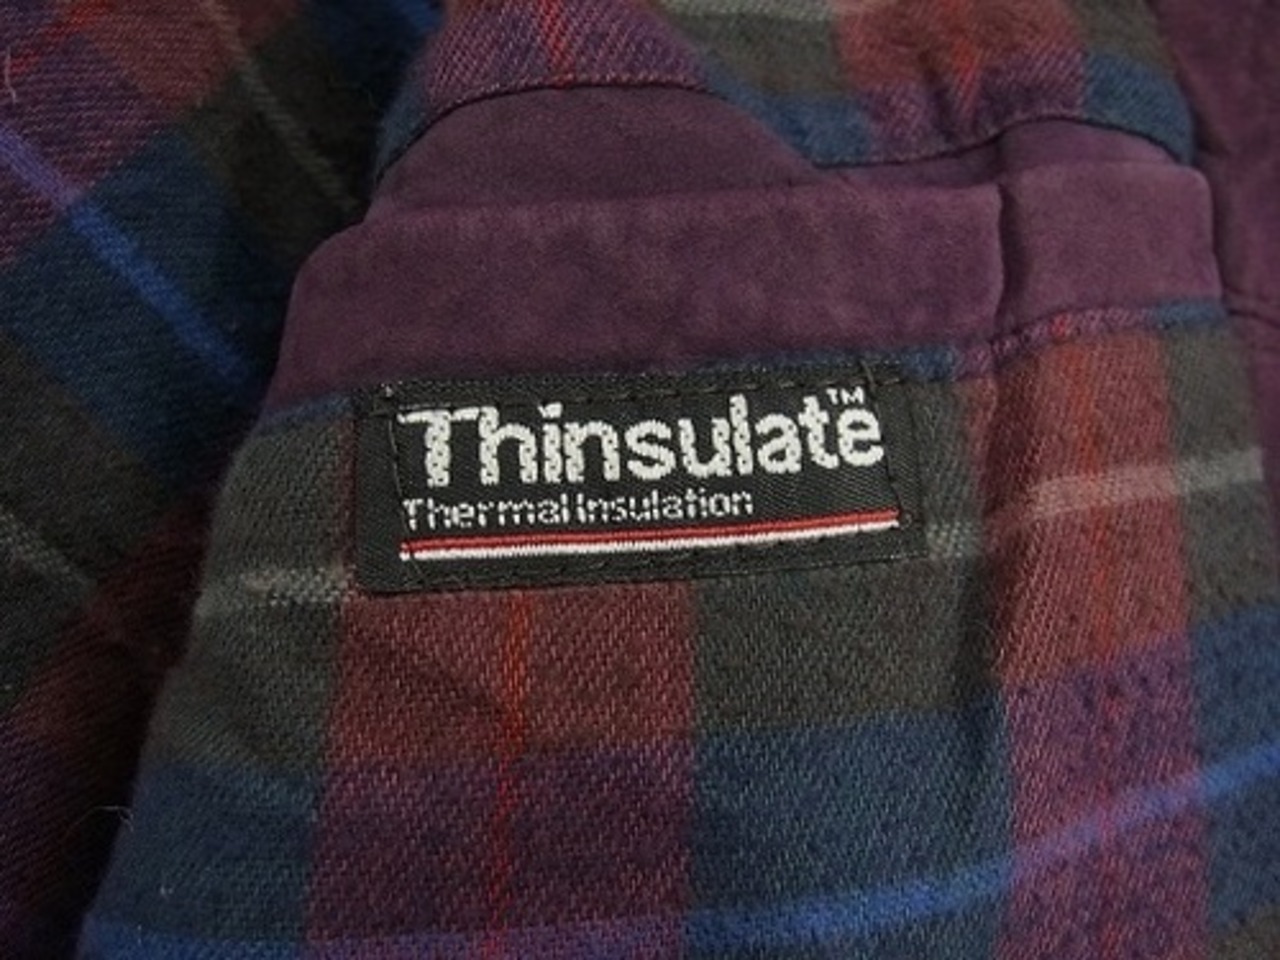 Thinsulate™
Thermal Insulation